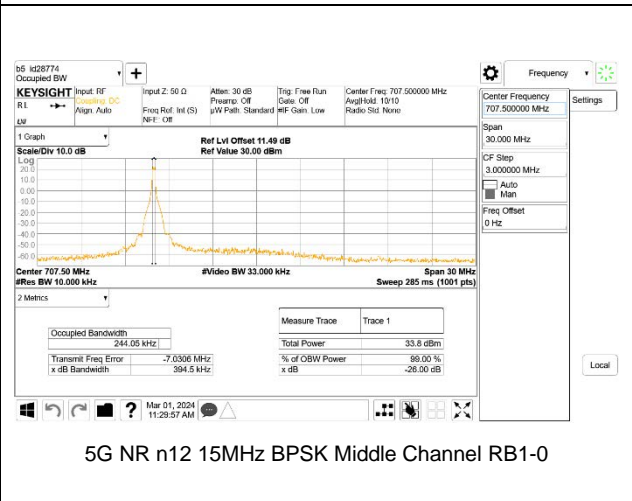 b5 id28774
Occupied BW
Frequency
KEYSIGHT Input: RF Input Z: 50 Ω Atten: 30 dB Trig: Free Run Center Freq: 707.500000 MHz
RL Coupling: DC Preamp: Off Gate: Off Avg|Hold: 10/10
Align: Auto Freq Ref: Int (S) µW Path: Standard #IF Gain: Low Radio Std: None
NFE: Off
Center Frequency
707.500000 MHz
Settings
Span
30.000 MHz
CF Step
3.000000 MHz
Auto
Man
Freq Offset
0 Hz
Local
1 Graph
Ref Lvl Offset 11.49 dB
Scale/Div 10.0 dB Ref Value 30.00 dBm
Log
20.0
10.0
0.00
-10.0
-20.0
-30.0
-40.0
-50.0
-60.0
Center 707.50 MHz #Video BW 33.000 kHz Span 30 MHz
#Res BW 10.000 kHz Sweep 285 ms (1001 pts)
2 Metrics
Measure Trace Trace 1
Occupied Bandwidth
244.05 kHz Total Power 33.8 dBm
Transmit Freq Error -7.0306 MHz % of OBW Power 99.00 %
x dB Bandwidth 394.5 kHz x dB -26.00 dB
Mar 01, 2024
11:29:57 AM
5G NR n12 15MHz BPSK Middle Channel RB1-0